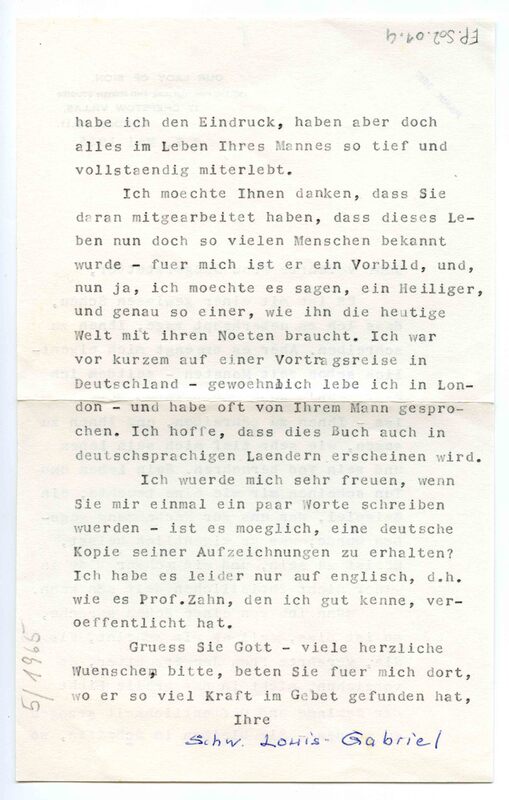 FP.S02.01.4
habe ich den Eindruck, haben aber doch
alles im Leben Ihres Mannes so tief und
vollstaendig miterlebt.
Ich moechte Ihnen danken, dass Sie
daran mitgearbeitet haben, dass dieses Le-
ben nun doch so vielen Menschen bekannt
wurde - fuer mich ist er ein Vorbild, und,
nun ja, ich moechte es sagen, ein Heiliger,
und genau so einer, wie ihn die heutige
Welt mit ihren Noeten braucht. Ich war
vor kurzem auf einer Vortragsreise in
Deutschland - gewoehnlich lebe ich in Lon-
don - und habe oft von Ihrem Mann gespro-
chen. Ich hoffe, dass dies Buch auch in
deutschsprachigen Laendern erscheinen wird.
Ich wuerde mich sehr freuen, wenn
Sie mir einmal ein paar Worte schreiben
wuerden - ist es moeglich, eine deutsche
Kopie seiner Aufzeichnungen zu erhalten?
Ich habe es leider nur auf englisch, d.h.
wie es Prof.Zahn, den ich gut kenne, ver-
oeffentlicht hat.
Gruess Sie Gott - viele herzliche
Wuensche, bitte, beten Sie fuer mich dort,
wo er so viel Kraft im Gebet gefunden hat,
Ihre
Schw. Louis-Gabriel
5/1965